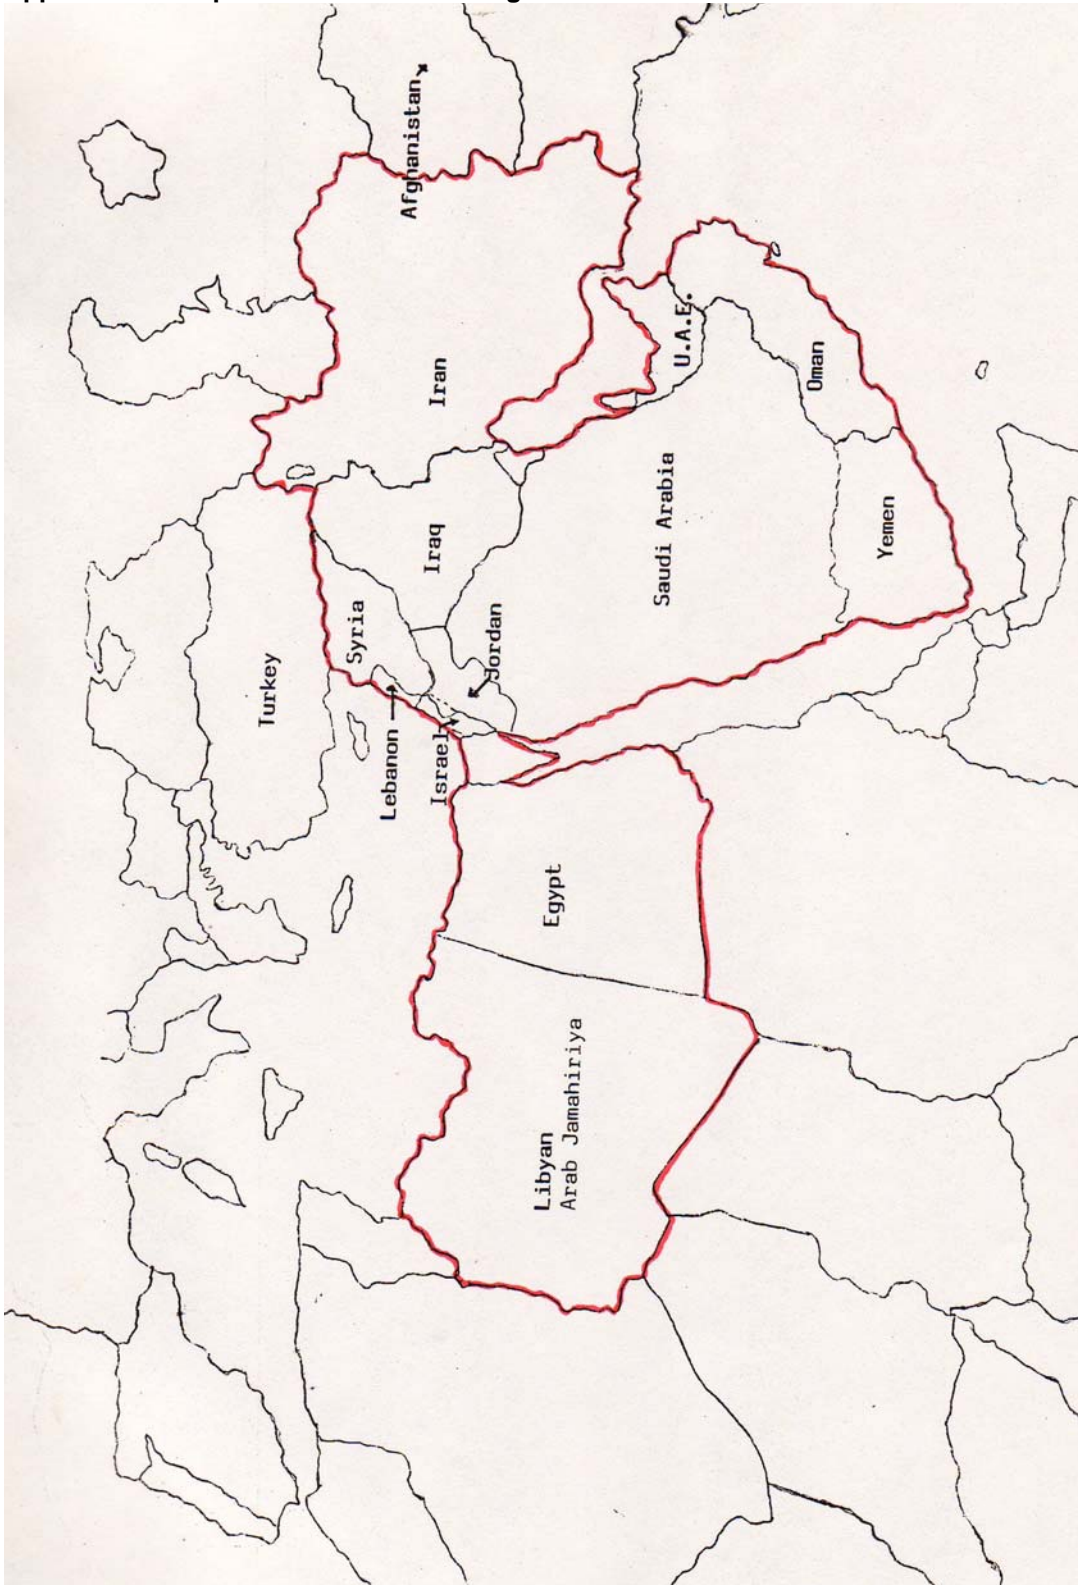 Afghanistan
Iran
U.A.E.
Oman
Turkey
Syria
Iraq
Saudi Arabia
Yemen
Lebanon
Israel
Jordan
Egypt
Libyan
Arab Jamahiriya